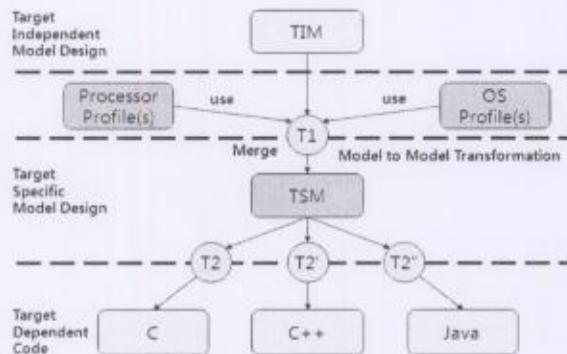 Target
Independent
Model Design
TIM
Processor
Profile(s)
use
use
OS
Profile(s)
T1
Merge
Model to Model Transformation
Target
Specific
Model Design
TSM
T2
T2'
T2"
Target
Dependent
Code
C
C++
Java